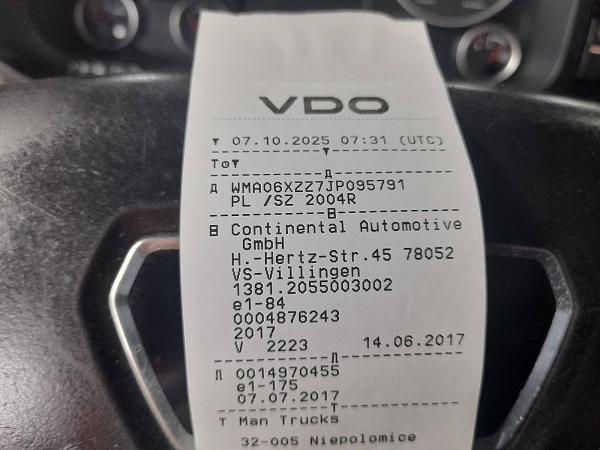 VDO
▼ 07.10.2025 07:31 (UTC)
T⊙▼
WMA06XZZ7JP095791
PL /SZ 2004R
B Continental Automotive
GmbH
H.-Hertz-Str.45 78052
VS-Villingen
1381.2055003002
e1-84
0004876243
2017
V 2223 14.06.2017
0014970455
e1-175
07.07.2017
T Man Trucks
32-005 Niepolomice